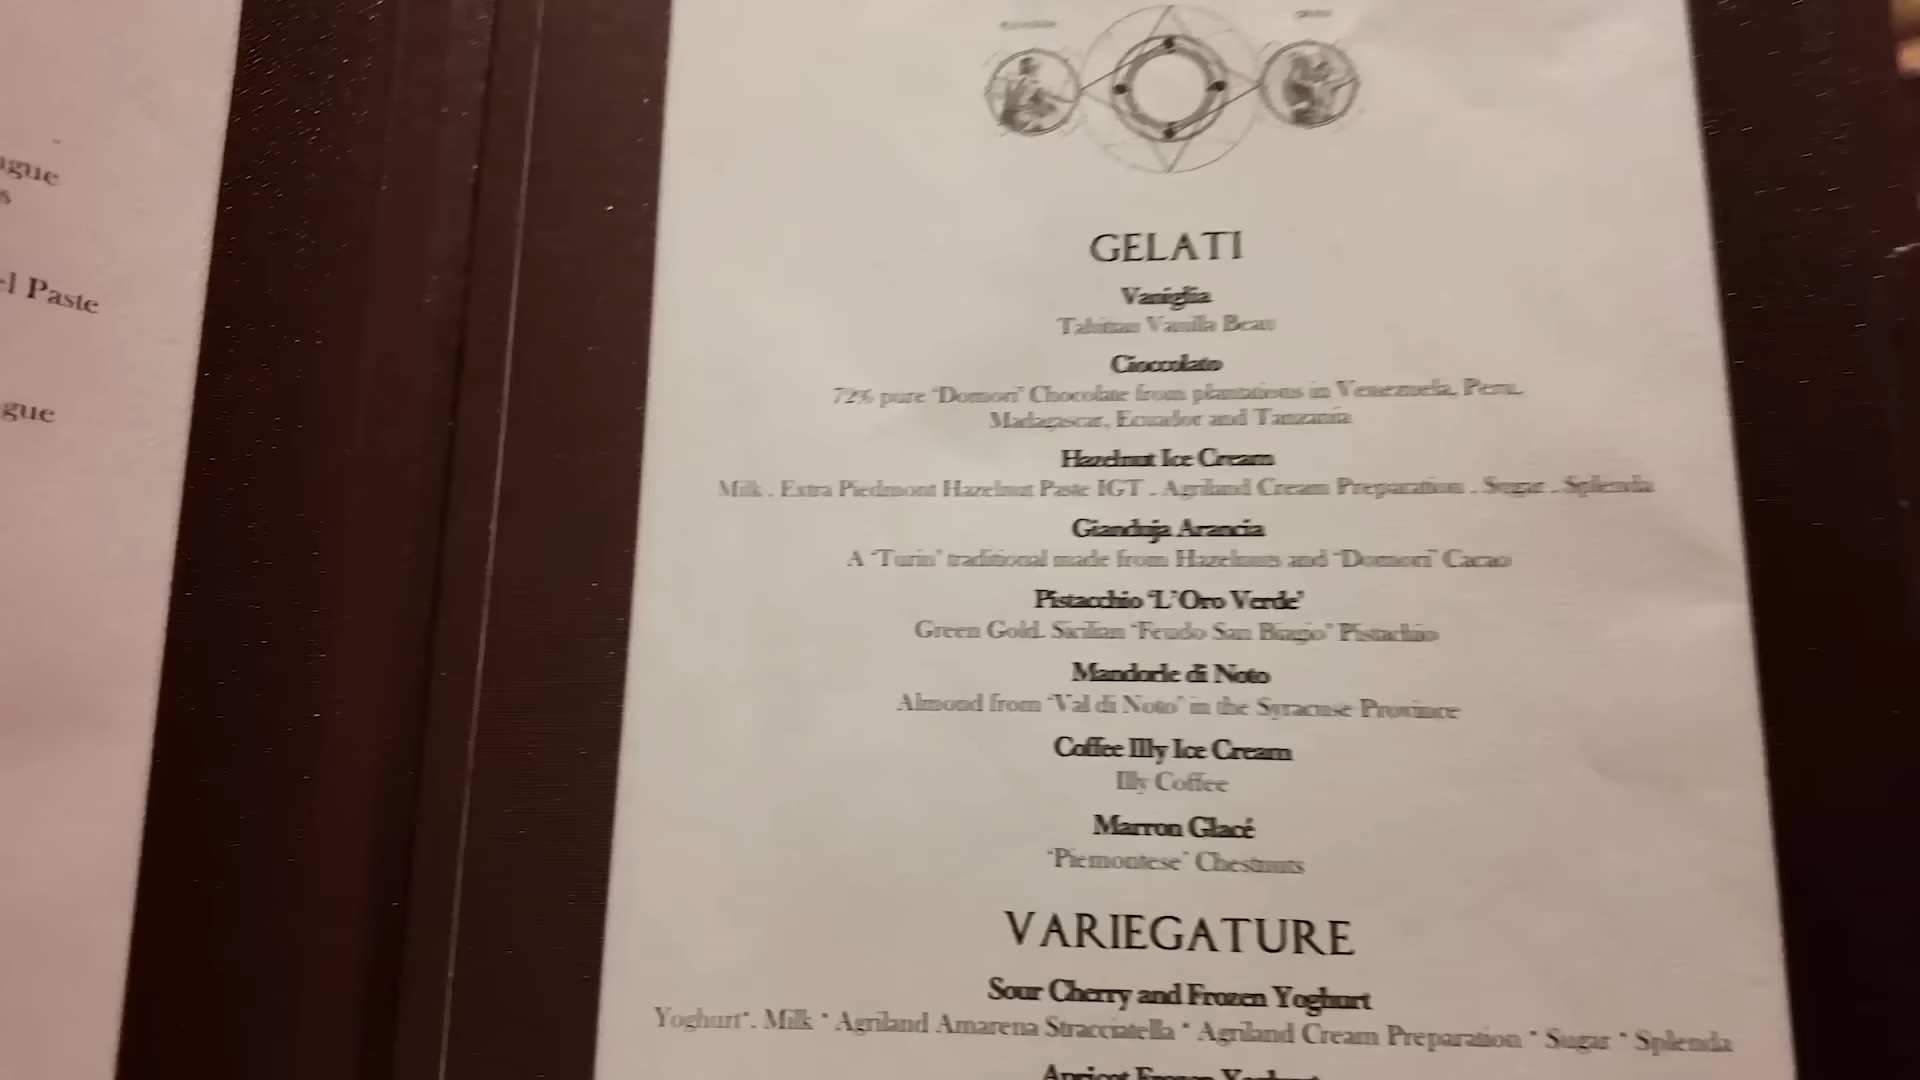 gue
el Paste
gue
GELATI
Vaniglia
Tahitian Vanilla Bean
Cioccolato
72% pure "Domori" Chocolate from plantations in Venezuela, Peru,
Madagascar, Ecuador and Tanzania
Hazelnut Ice Cream
Milk . Extra Piedmont Hazelnut Paste IGT . Agriland Cream Preparation . Sugar . Splenda
Gianduja Arancia
A "Turin" traditional made from Hazelnuts and "Domori" Cacao
Pistacchio 'L'Oro Verde'
Green Gold. Sicilian "Feudo San Biagio" Pistachio
Mandorle di Noto
Almond from "Val di Noto" in the Syracuse Province
Coffee Illy Ice Cream
Illy Coffee
Marron Glacé
"Piemontese" Chestnuts
VARIEGATURE
Sour Cherry and Frozen Yoghurt
Yoghurt*. Milk * Agriland Amarena Stracciatella * Agriland Cream Preparation * Sugar * Splenda
Apricot Frozen Yoghurt